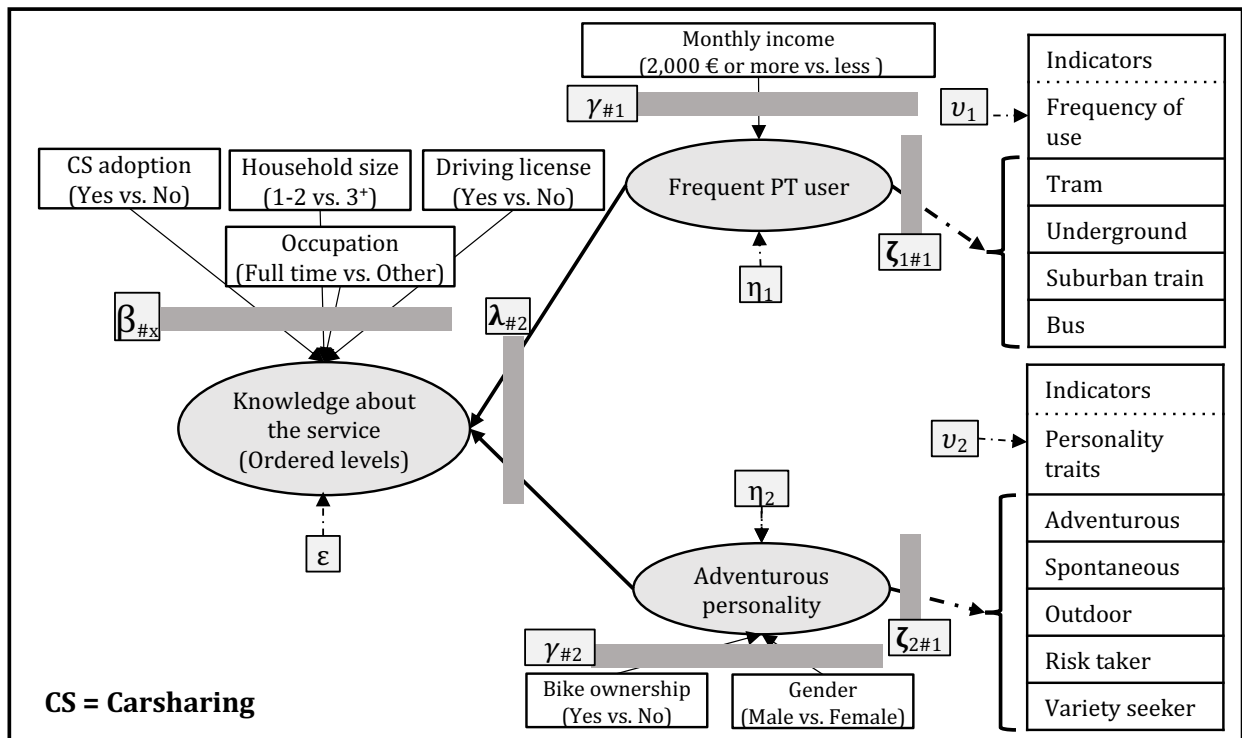 Monthly income
(2,000 € or more vs. less )
γ#1
υ1
Indicators
Frequency of
use
Tram
Underground
Suburban train
Bus
CS adoption
(Yes vs. No)
Household size
(1-2 vs. 3⁺)
Driving license
(Yes vs. No)
Occupation
(Full time vs. Other)
Frequent PT user
ζ1#1
η1
β#x
λ#2
Knowledge about
the service
(Ordered levels)
ε
Indicators
υ2
Personality
traits
Adventurous
Spontaneous
Outdoor
Risk taker
Variety seeker
η2
Adventurous
personality
ζ2#1
γ#2
Bike ownership
(Yes vs. No)
Gender
(Male vs. Female)
CS = Carsharing